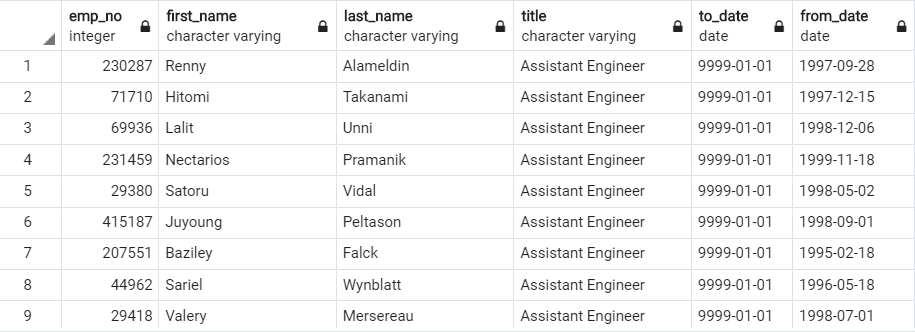 emp_no first_name last_name title to_date from_date
integer character varying character varying character varying date date
1 230287 Renny Alameldin Assistant Engineer 9999-01-01 1997-09-28
2 71710 Hitomi Takanami Assistant Engineer 9999-01-01 1997-12-15
3 69936 Lalit Unni Assistant Engineer 9999-01-01 1998-12-06
4 231459 Nectarios Pramanik Assistant Engineer 9999-01-01 1999-11-18
5 29380 Satoru Vidal Assistant Engineer 9999-01-01 1998-05-02
6 415187 Juyoung Peltason Assistant Engineer 9999-01-01 1998-09-01
7 207551 Baziley Falck Assistant Engineer 9999-01-01 1995-02-18
8 44962 Sariel Wynblatt Assistant Engineer 9999-01-01 1996-05-18
9 29418 Valery Mersereau Assistant Engineer 9999-01-01 1998-07-01